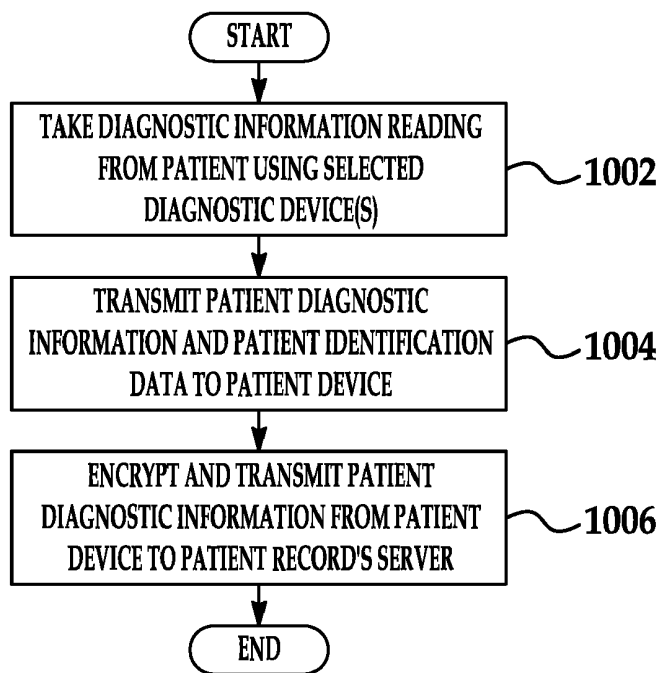 START
TAKE DIAGNOSTIC INFORMATION READING
FROM PATIENT USING SELECTED
DIAGNOSTIC DEVICE(S)
1002
TRANSMIT PATIENT DIAGNOSTIC
INFORMATION AND PATIENT IDENTIFICATION
DATA TO PATIENT DEVICE
1004
ENCRYPT AND TRANSMIT PATIENT
DIAGNOSTIC INFORMATION FROM PATIENT
DEVICE TO PATIENT RECORD'S SERVER
1006
END